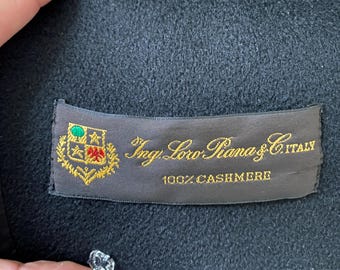 Ing. Loro Piana & C. ITALY
100% CASHMERE